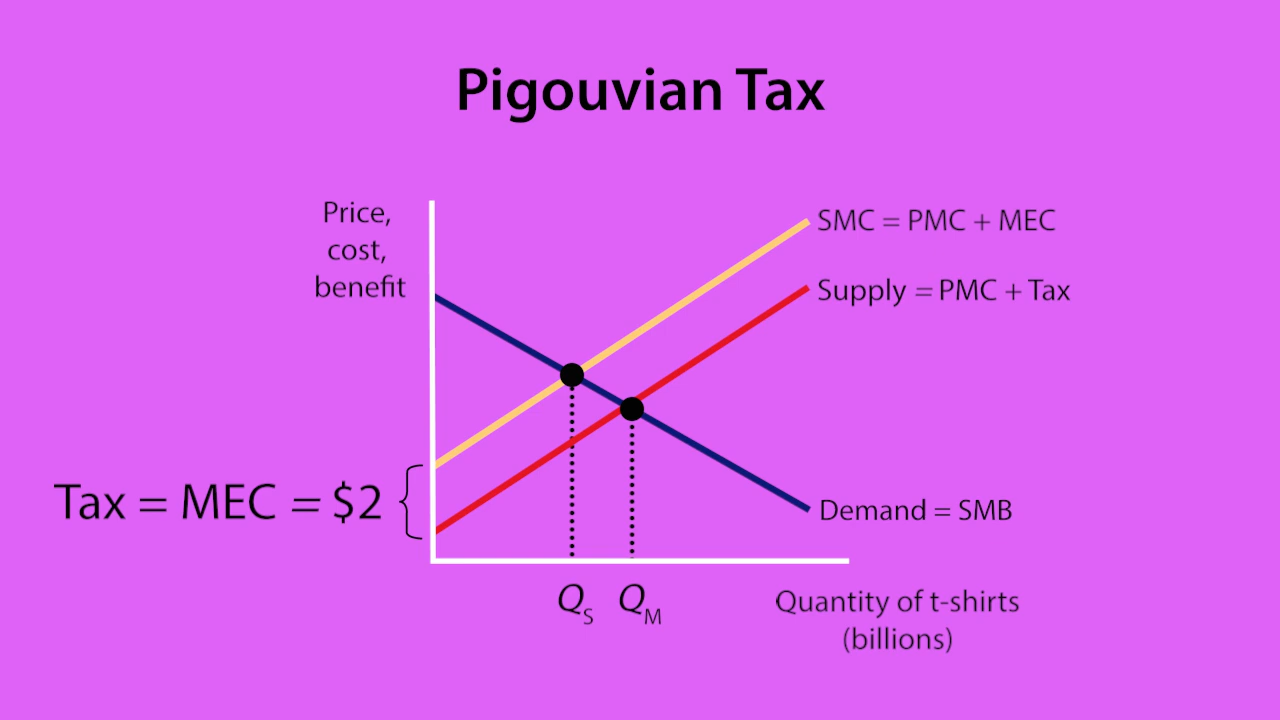 Pigouvian Tax
Price,
cost,
benefit
SMC = PMC + MEC
Supply = PMC + Tax
Tax = MEC = $2
Demand = SMB
QS QM
Quantity of t-shirts
(billions)